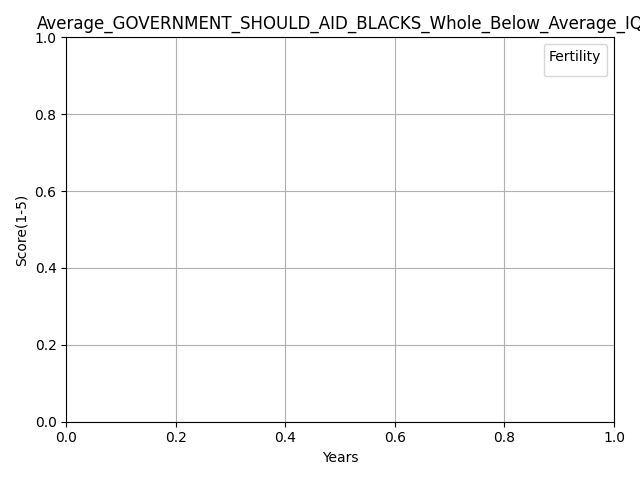 Average_GOVERNMENT_SHOULD_AID_BLACKS_Whole_Below_Average_IQ
Fertility
1.0
0.8
0.6
0.4
0.2
0.0
Score(1-5)
0.0 0.2 0.4 0.6 0.8 1.0
Years